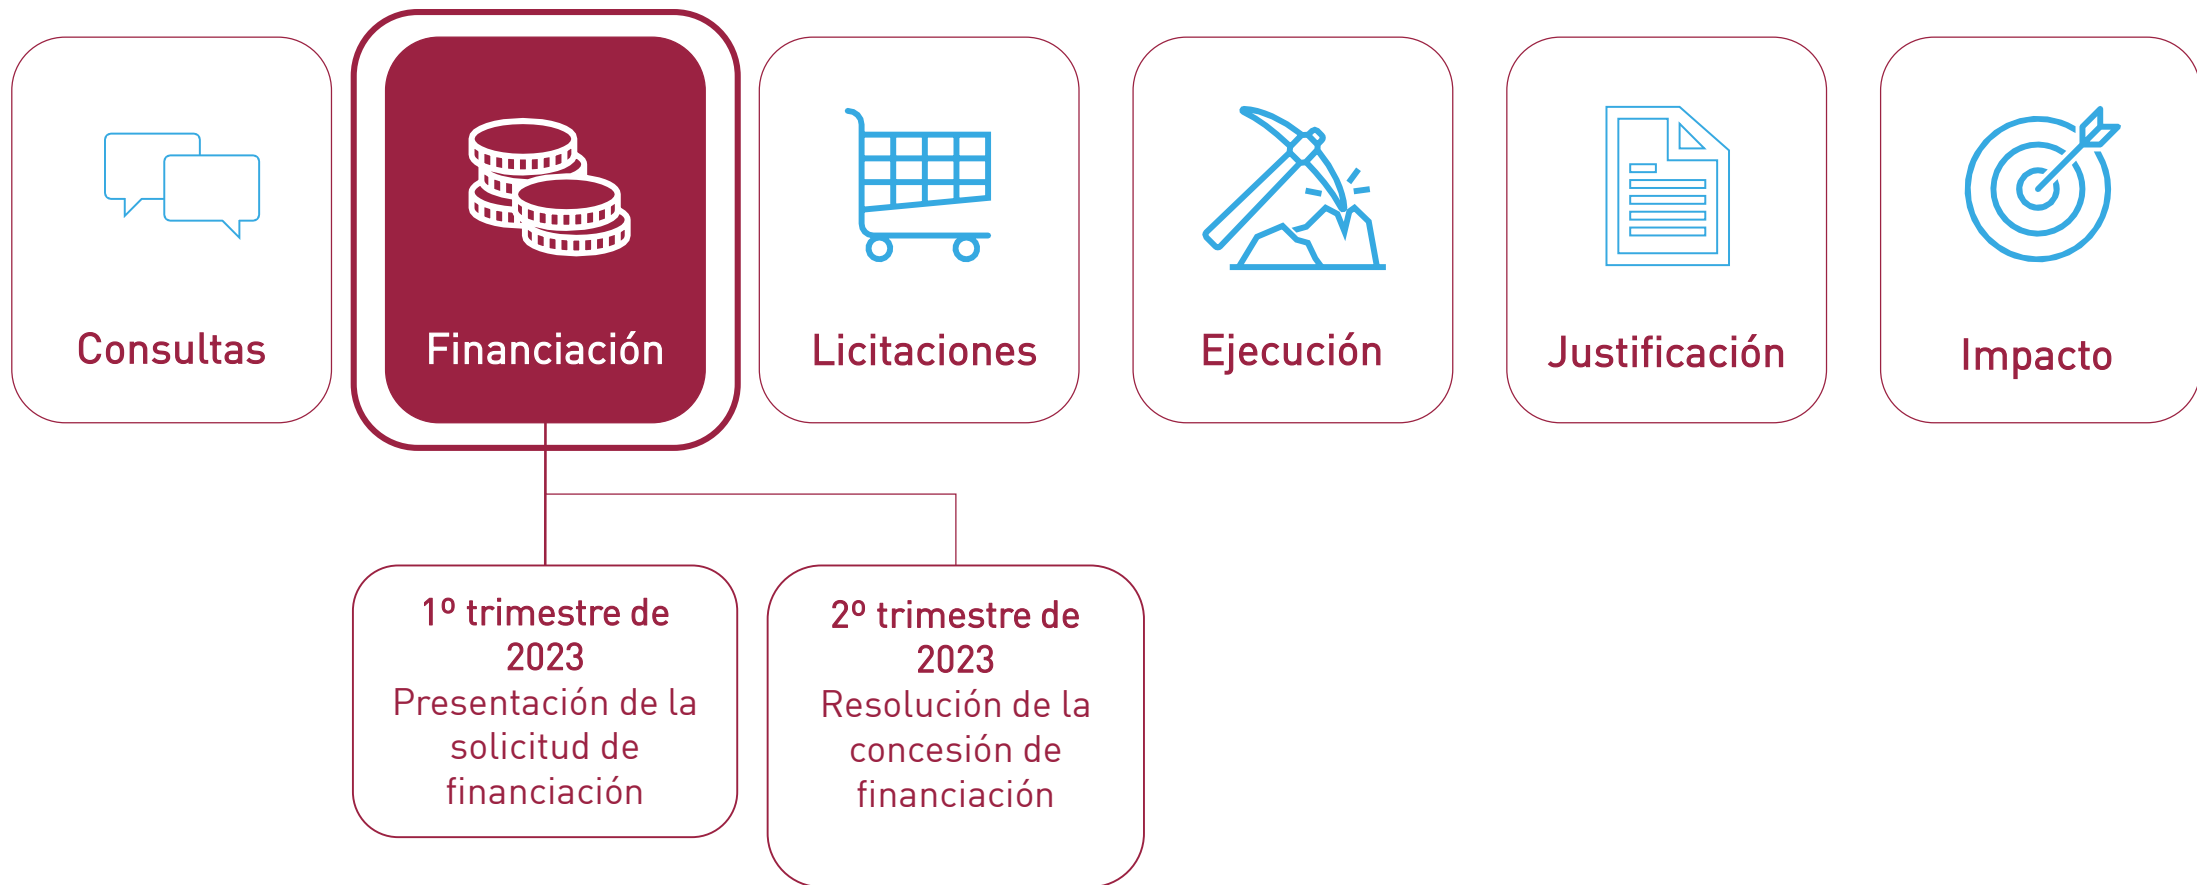 Consultas
Financiación
Licitaciones
Ejecución
Justificación
Impacto
1º trimestre de
2023
Presentación de la
solicitud de
financiación
2º trimestre de
2023
Resolución de la
concesión de
financiación